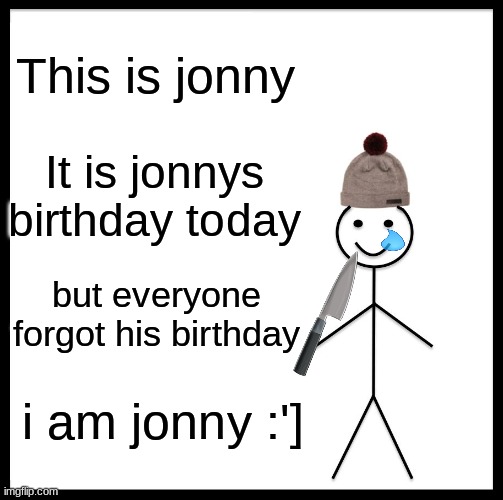 This is jonny
It is jonnys
birthday today
but everyone
forgot his birthday
i am jonny :']
imgflip.com